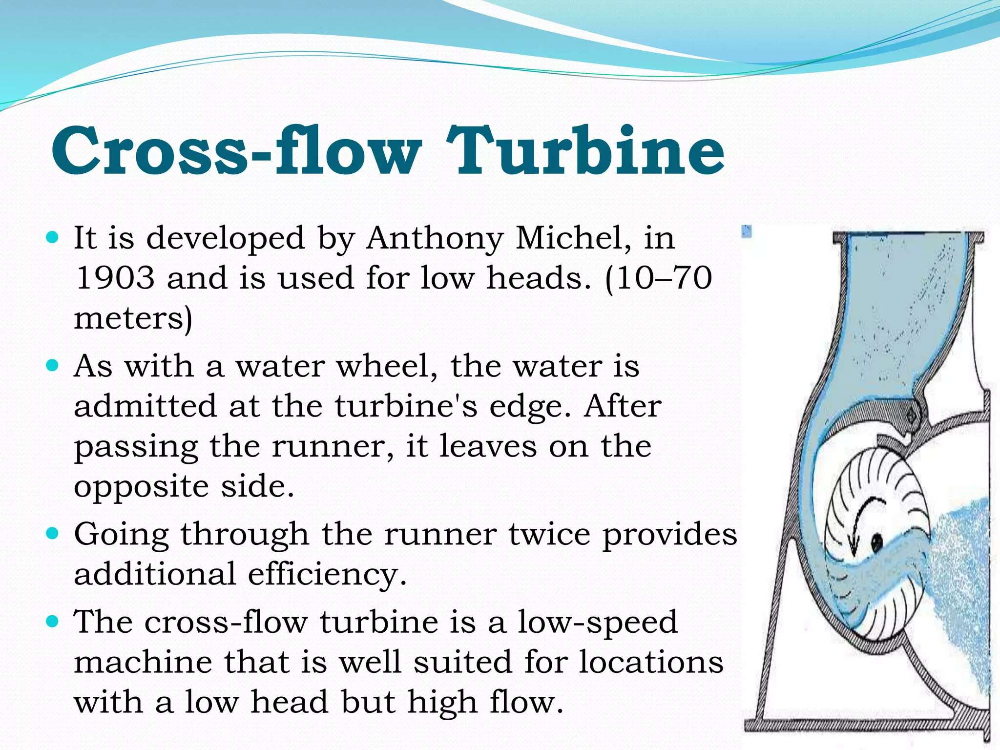 Cross-flow Turbine
• It is developed by Anthony Michel, in
1903 and is used for low heads. (10–70
meters)
• As with a water wheel, the water is
admitted at the turbine's edge. After
passing the runner, it leaves on the
opposite side.
• Going through the runner twice provides
additional efficiency.
• The cross-flow turbine is a low-speed
machine that is well suited for locations
with a low head but high flow.